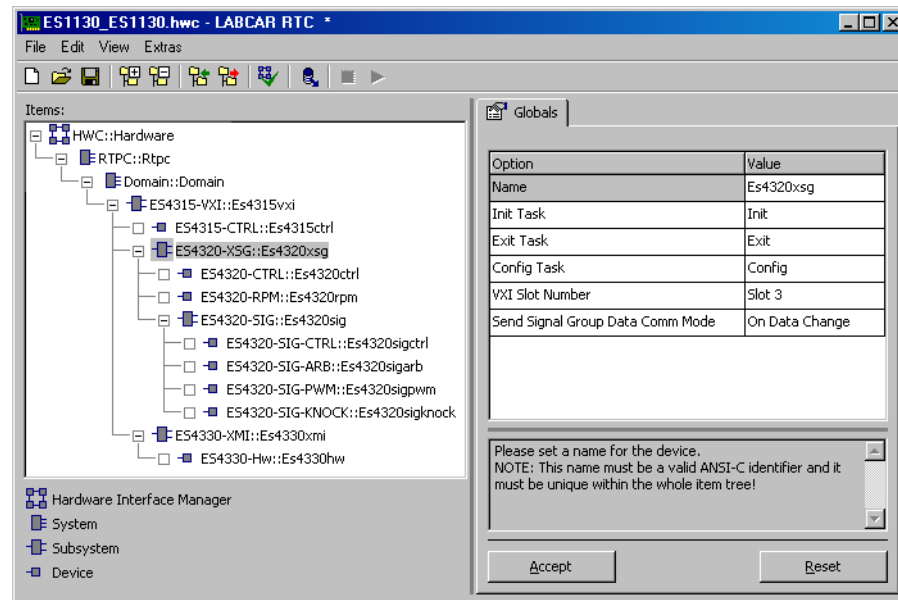 ES1130_ES1130.hwc - LABCAR RTC *
File Edit View Extras
Items:
HWC::Hardware
RTPC::Rtpc
Domain::Domain
ES4315-VXI::Es4315vxi
ES4315-CTRL::Es4315ctrl
ES4320-XSG::Es4320xsg
ES4320-CTRL::Es4320ctrl
ES4320-RPM::Es4320rpm
ES4320-SIG::Es4320sig
ES4320-SIG-CTRL::Es4320sigctrl
ES4320-SIG-ARB::Es4320sigarb
ES4320-SIG-PWM::Es4320sigpwm
ES4320-SIG-KNOCK::Es4320sigknock
ES4330-XMI::Es4330xmi
ES4330-Hw::Es4330hw
Hardware Interface Manager
System
Subsystem
Device
Globals
Option Value
Name Es4320xsg
Init Task Init
Exit Task Exit
Config Task Config
VXI Slot Number Slot 3
Send Signal Group Data Comm Mode On Data Change
Please set a name for the device.
NOTE: This name must be a valid ANSI-C identifier and it
must be unique within the whole item tree!
Accept Reset